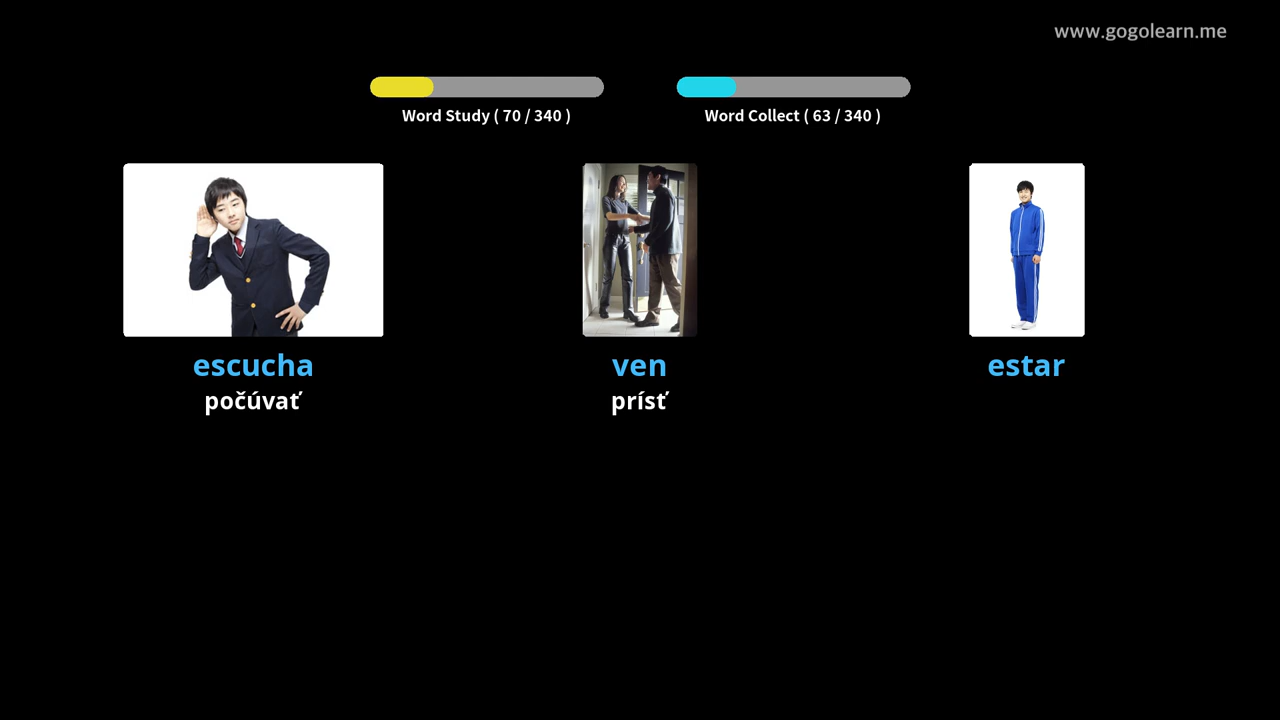 www.gogolearn.me
Word Study ( 70 / 340 )
Word Collect ( 63 / 340 )
escucha
ven
estar
počúvať
prísť